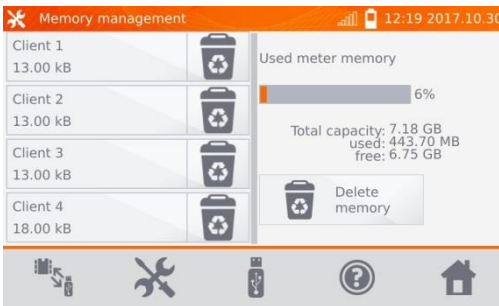 Memory management
12:19 2017.10.30
Client 1
13.00 kB
Client 2
13.00 kB
Client 3
13.00 kB
Client 4
18.00 kB
Used meter memory
6%
Total capacity: 7.18 GB
used: 443.70 MB
free: 6.75 GB
Delete
memory
?